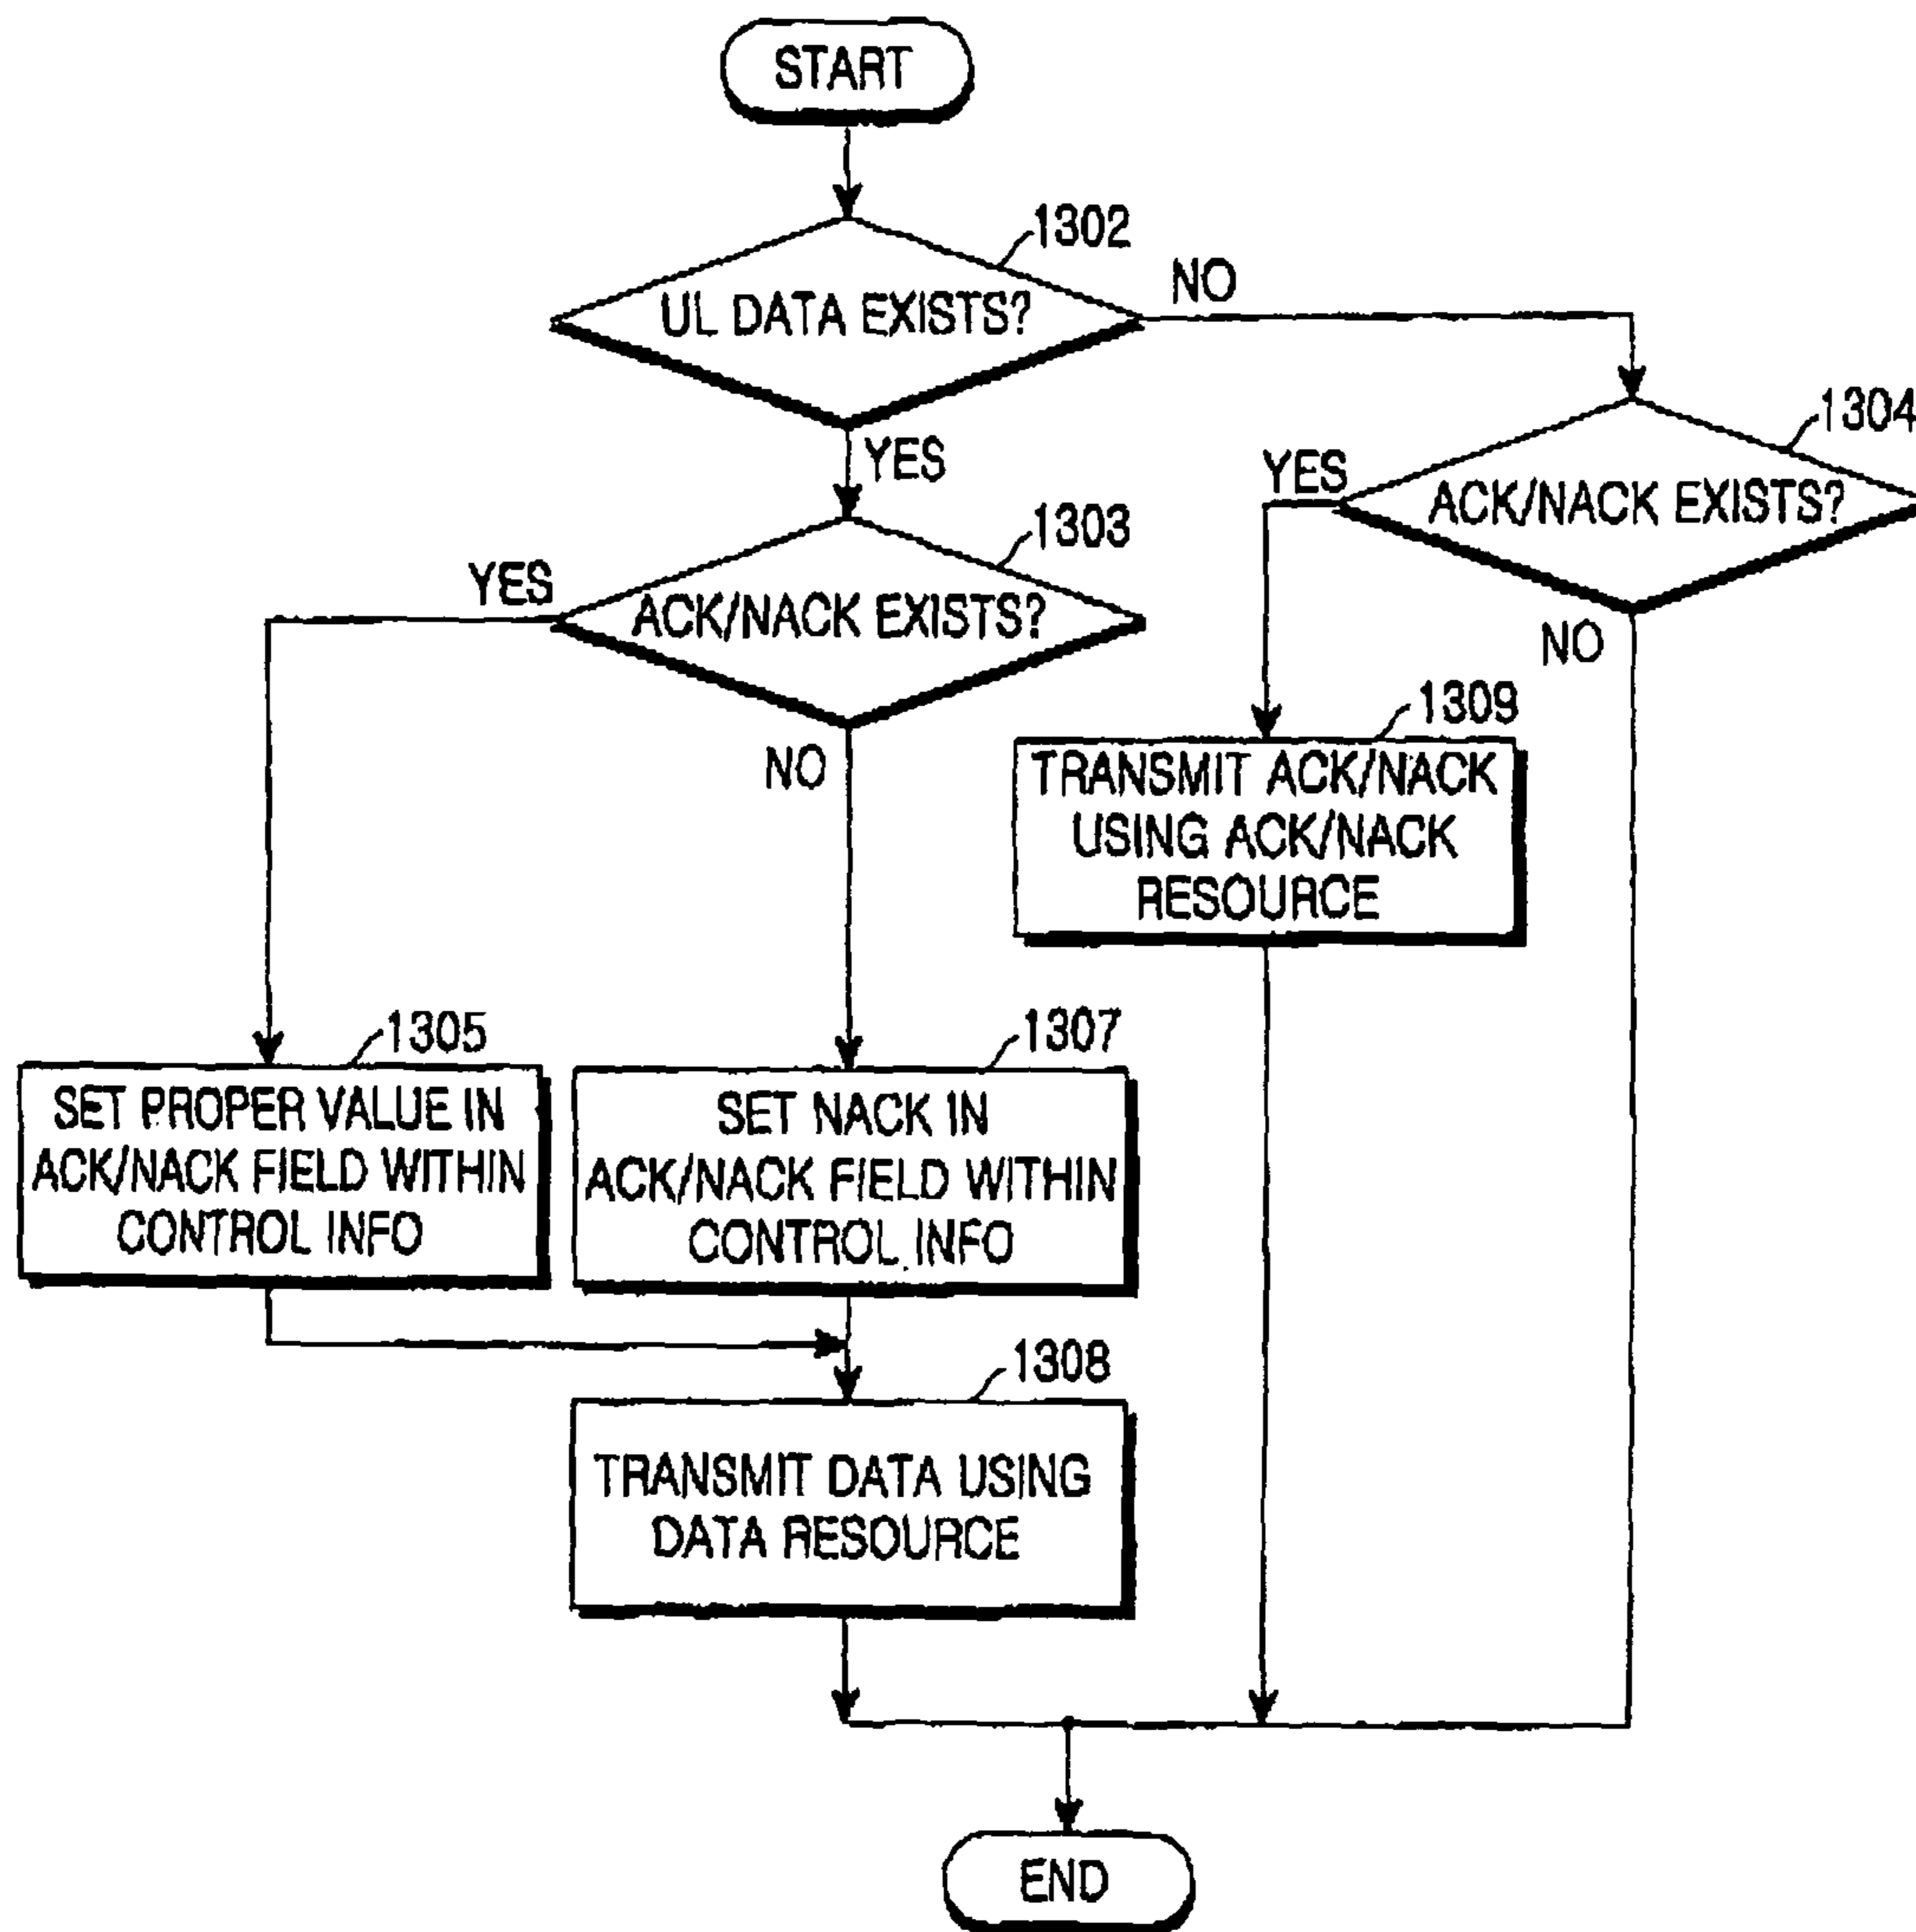 START
1302
UL DATA EXISTS?
NO
YES
1304
YES
ACK/NACK EXISTS?
NO
1303
YES
ACK/NACK EXISTS?
NO
1309
TRANSMIT ACK/NACK
USING ACK/NACK
RESOURCE
1305
SET PROPER VALUE IN
ACK/NACK FIELD WITHIN
CONTROL INFO
1307
SET NACK IN
ACK/NACK FIELD WITHIN
CONTROL INFO
1308
TRANSMIT DATA USING
DATA RESOURCE
END